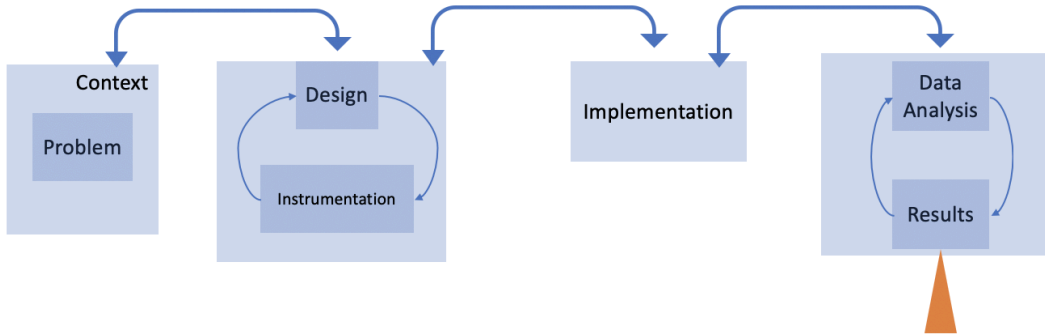 Context
Problem
Design
Instrumentation
Implementation
Data
Analysis
Results